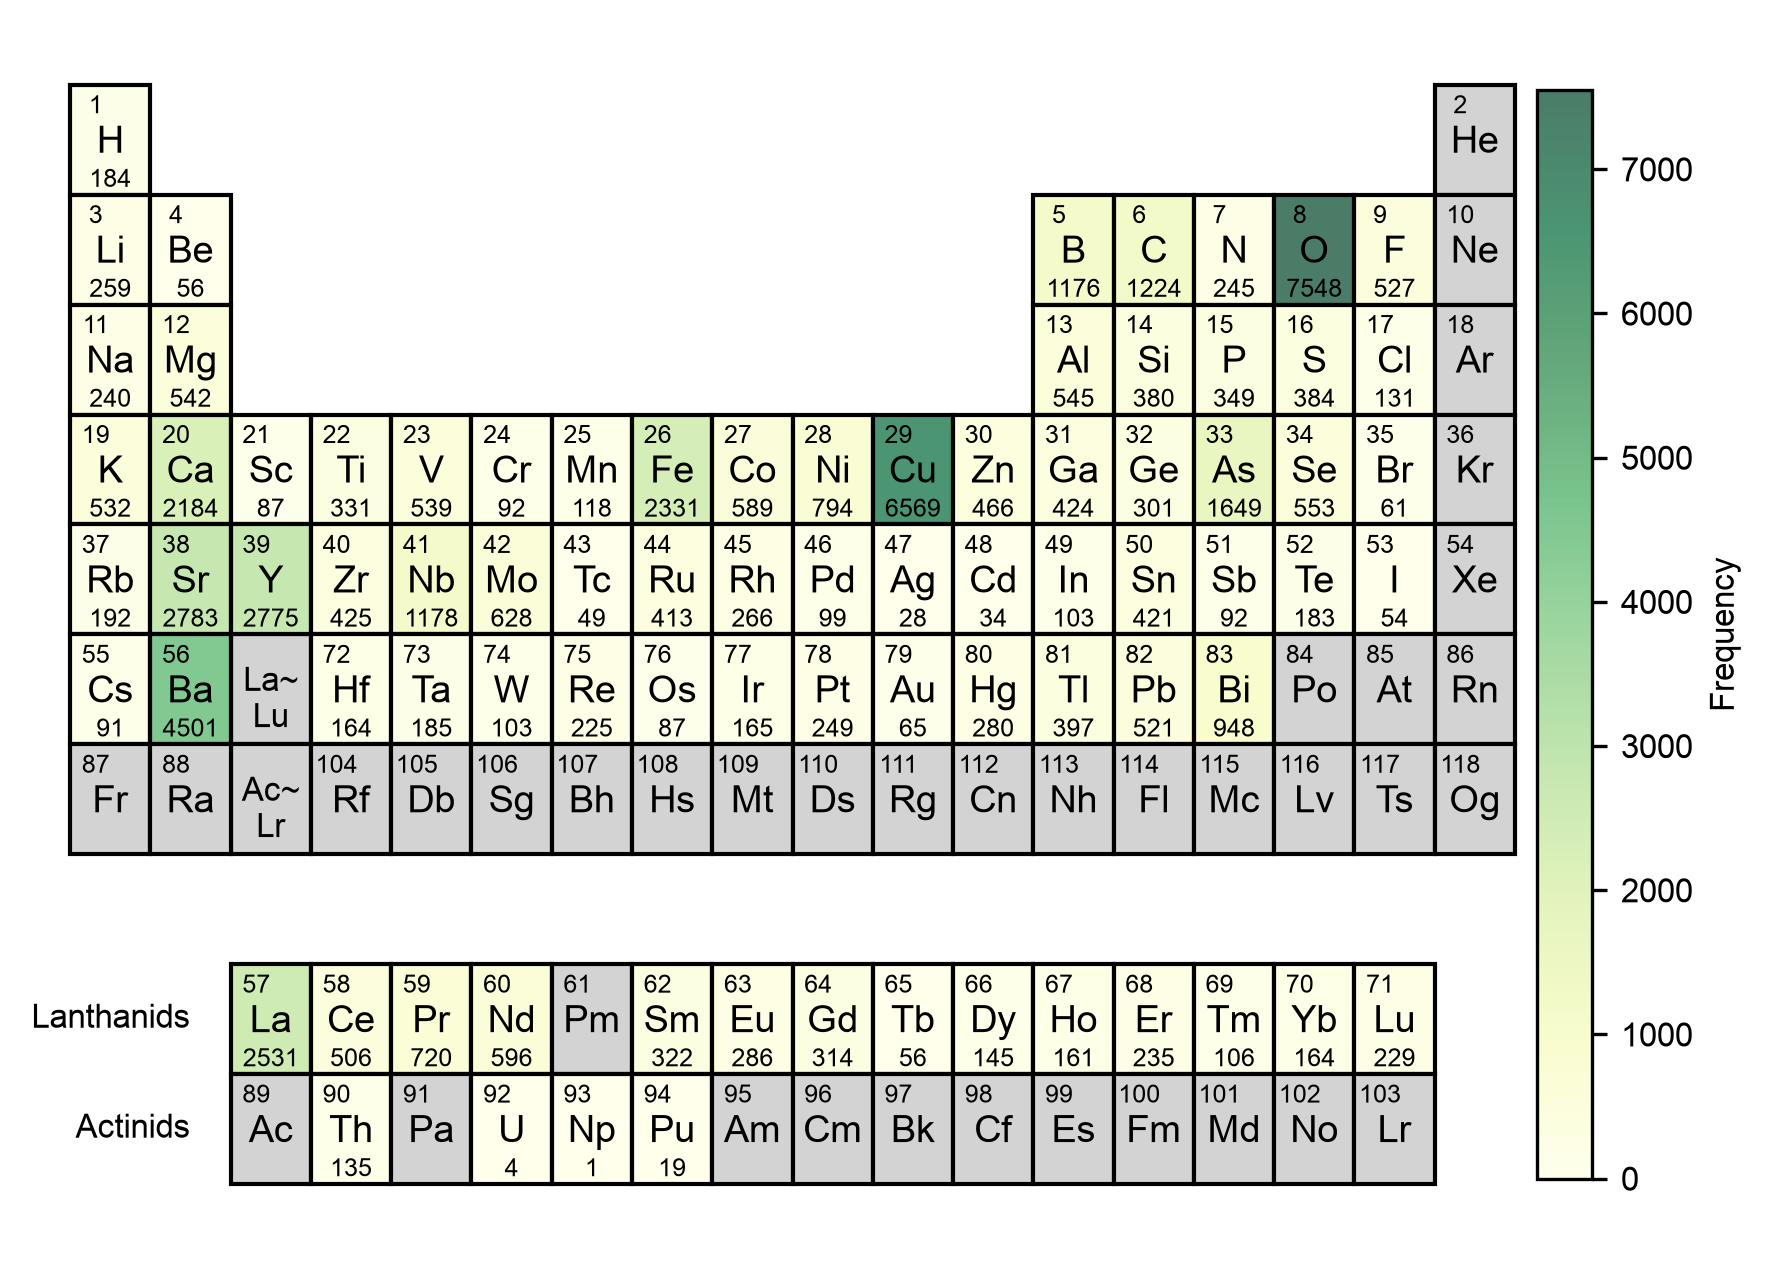 1 2
H He
184
3 4 5 6 7 8 9 10
Li Be B C N O F Ne
259 56 1176 1224 245 7548 527
11 12 13 14 15 16 17 18
Na Mg Al Si P S Cl Ar
240 542 545 380 349 384 131
19 20 21 22 23 24 25 26 27 28 29 30 31 32 33 34 35 36
K Ca Sc Ti V Cr Mn Fe Co Ni Cu Zn Ga Ge As Se Br Kr
532 2184 87 331 539 92 118 2331 589 794 6569 466 424 301 1649 553 61
37 38 39 40 41 42 43 44 45 46 47 48 49 50 51 52 53 54
Rb Sr Y Zr Nb Mo Tc Ru Rh Pd Ag Cd In Sn Sb Te I Xe
192 2783 2775 425 1178 628 49 413 266 99 28 34 103 421 92 183 54
55 56 72 73 74 75 76 77 78 79 80 81 82 83 84 85 86
Cs Ba La~ Hf Ta W Re Os Ir Pt Au Hg Tl Pb Bi Po At Rn
Lu
91 4501 164 185 103 225 87 165 249 65 280 397 521 948
87 88 104 105 106 107 108 109 110 111 112 113 114 115 116 117 118
Fr Ra Ac~ Rf Db Sg Bh Hs Mt Ds Rg Cn Nh Fl Mc Lv Ts Og
Lr
57 58 59 60 61 62 63 64 65 66 67 68 69 70 71
Lanthanids La Ce Pr Nd Pm Sm Eu Gd Tb Dy Ho Er Tm Yb Lu
2531 506 720 596 322 286 314 56 145 161 235 106 164 229
89 90 91 92 93 94 95 96 97 98 99 100 101 102 103
Actinids Ac Th Pa U Np Pu Am Cm Bk Cf Es Fm Md No Lr
135 4 1 19
7000
6000
5000
4000
3000
2000
1000
0
Frequency